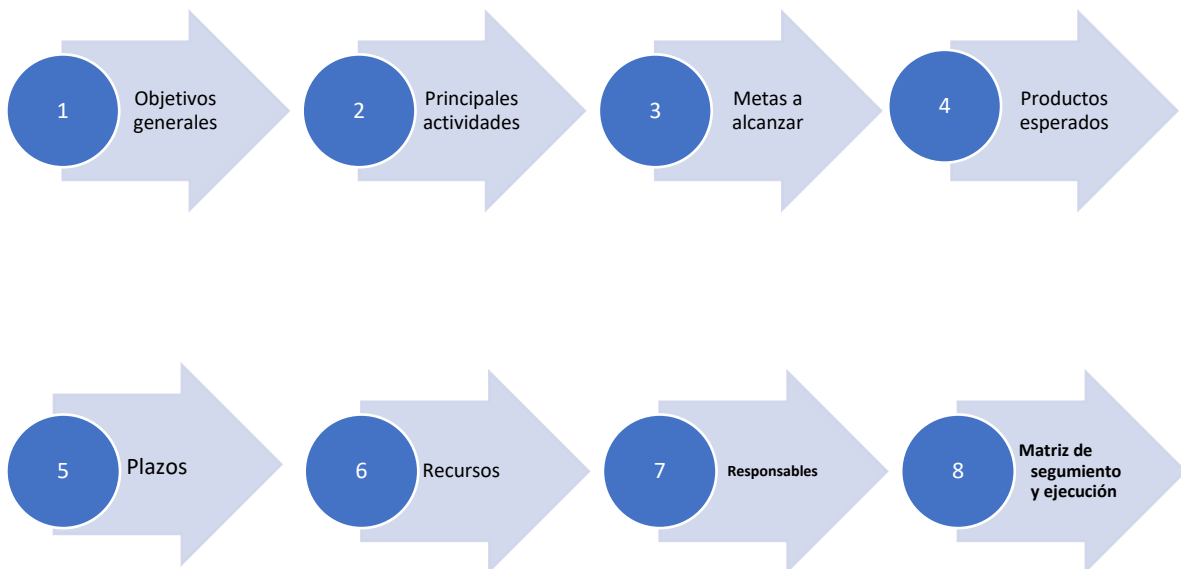 1
Objetivos
generales
2
Principales
actividades
3
Metas a
alcanzar
4
Productos
esperados
5
Plazos
6
Recursos
7
Responsables
8
Matriz de
segumiento
y ejecución